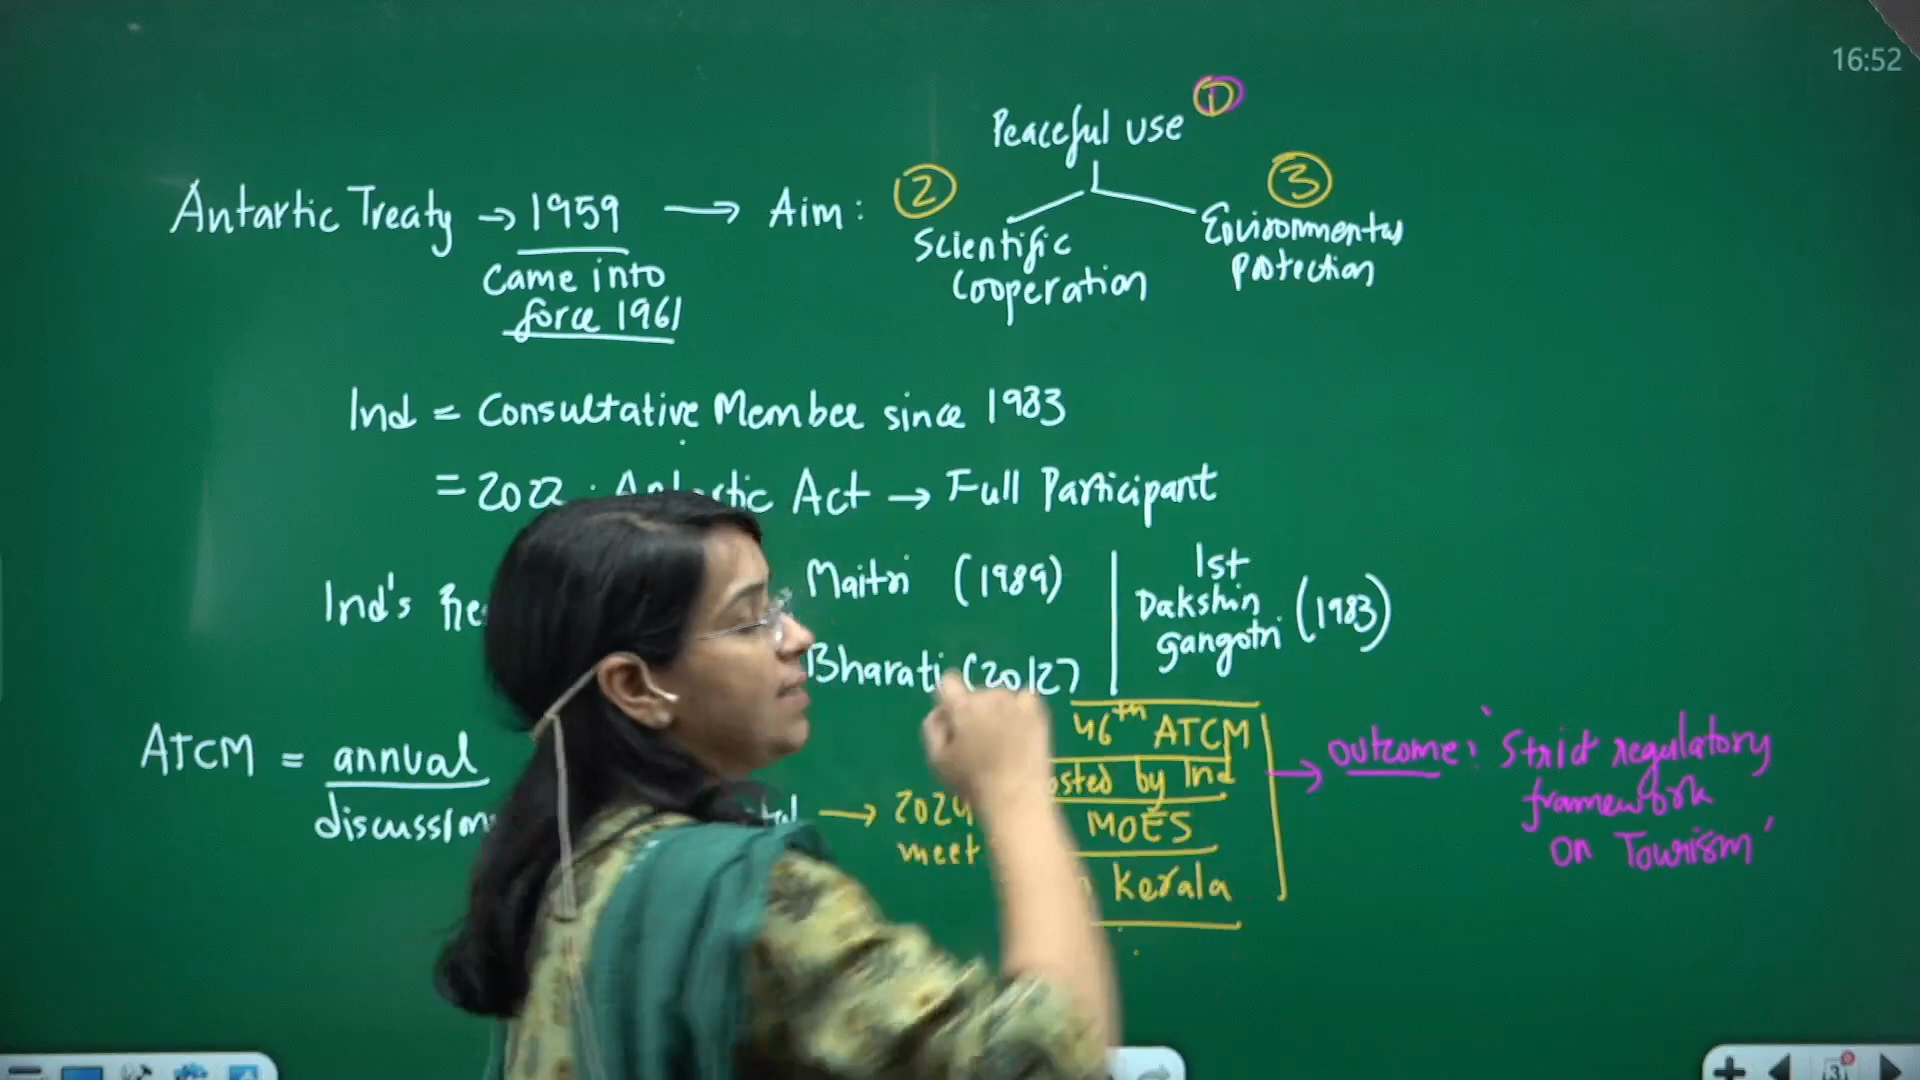 16:52
Peaceful use 1
Antartic Treaty → 1959 → Aim: 2 3
Scientific Cooperation
Environmental protection
came into
force 1961
Ind = Consultative Member since 1983
= 2022 : Act → Full Participant
Ind's
Maitri (1989)
1st Dakshin Gangotri (1983)
Bharati (2012)
ATCM = annual
→ 2024 meet
46th ATCM
by Ind
MOES
Kerala
→ outcome: 'Strict regulatory
framework
on Tourism'